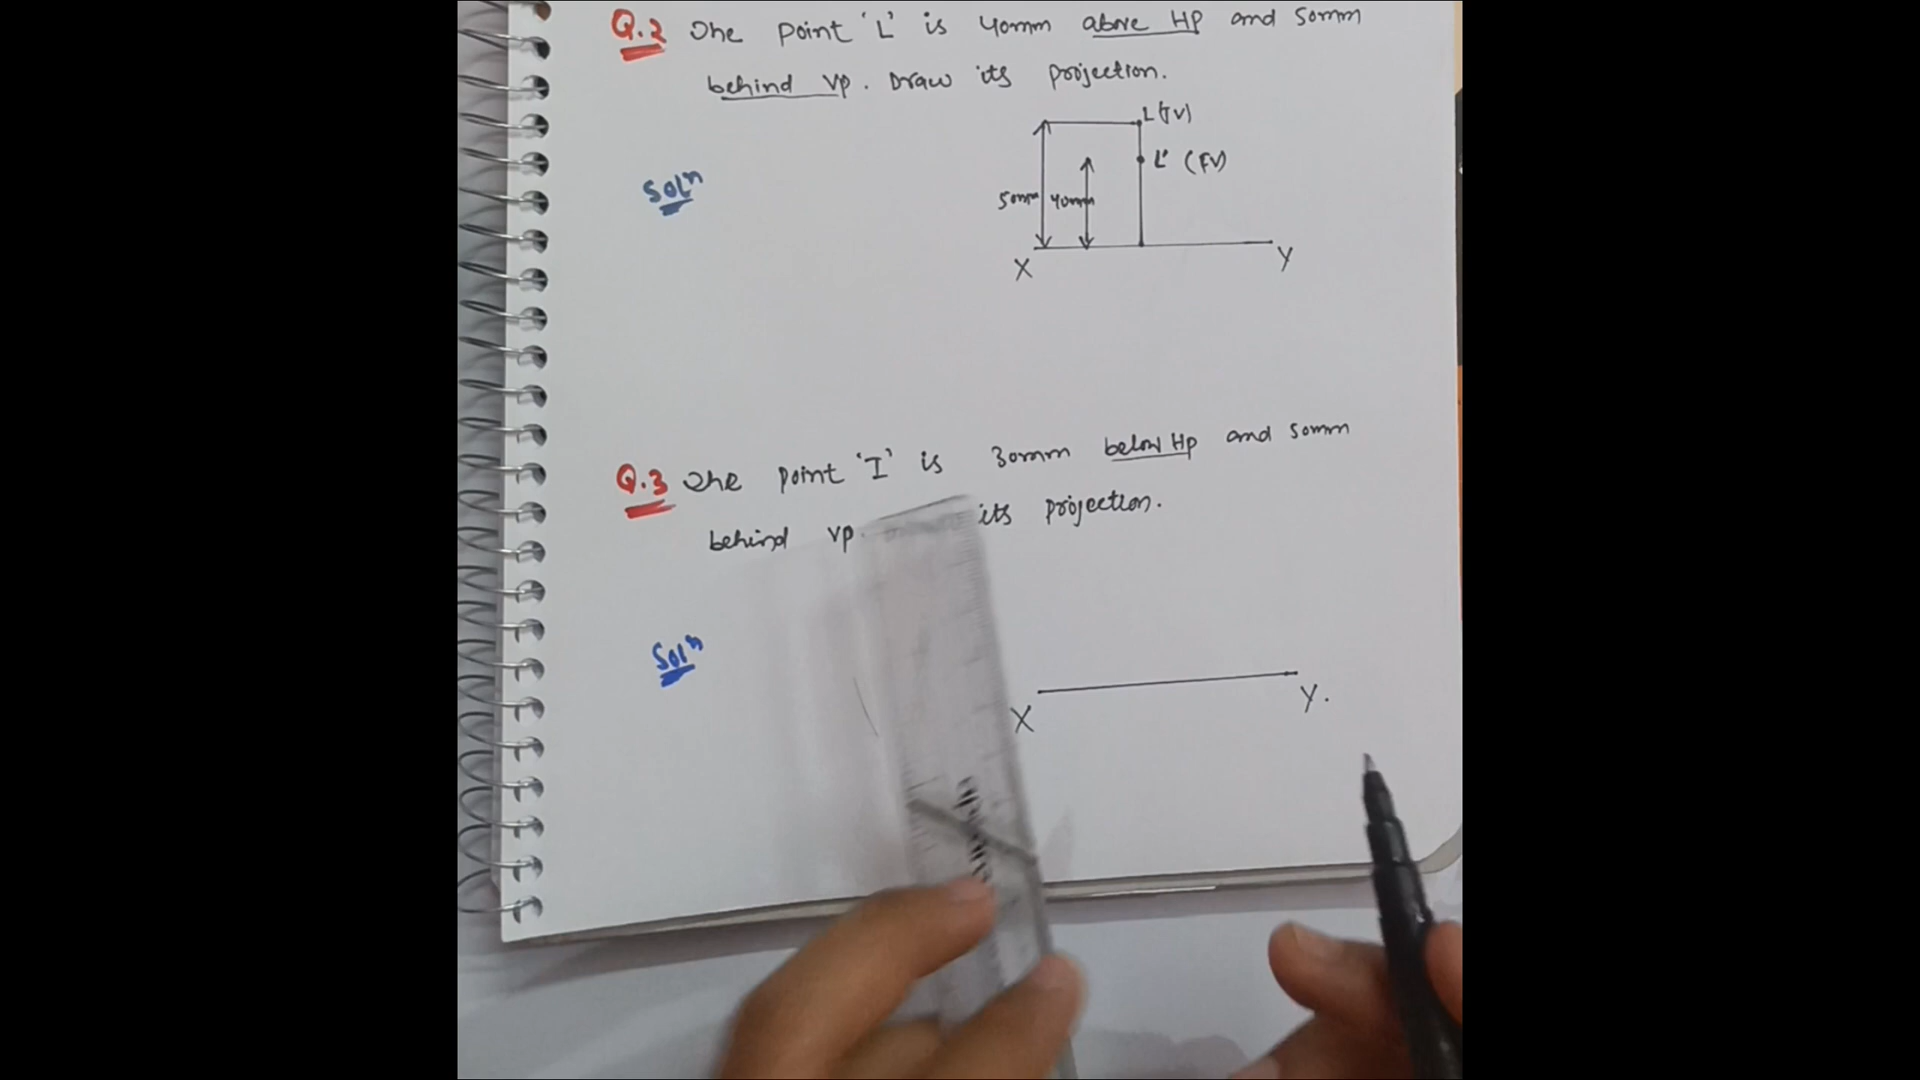 Q.2 The point 'L' is 40mm above HP and 50mm
behind VP. Draw its projection.
L(TV)
L' (FV)
Solⁿ
50mm 40mm
X Y
Q.3 The point 'I' is 30mm below HP and 50mm
behind VP. its projection.
Solⁿ
X Y.